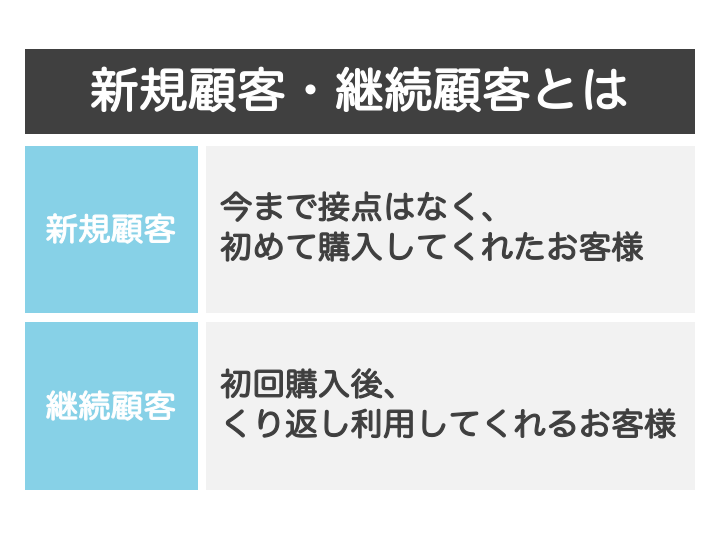 新規顧客・継続顧客とは
新規顧客
今まで接点はなく、
初めて購入してくれたお客様
継続顧客
初回購入後、
くり返し利用してくれるお客様